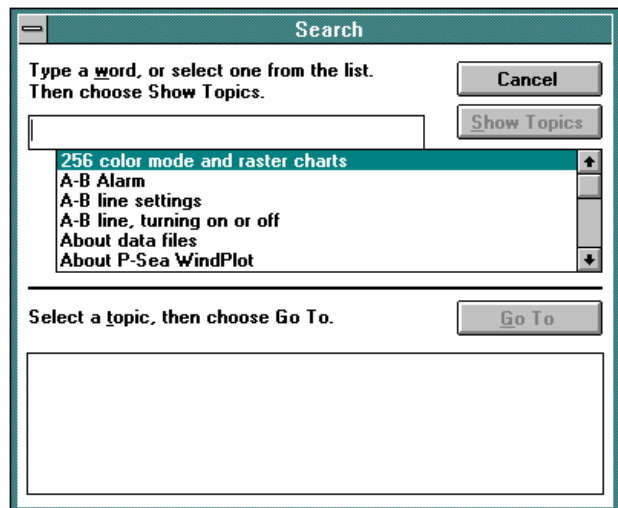 Search
Type a word, or select one from the list.
Then choose Show Topics.
Cancel
Show Topics
256 color mode and raster charts
A-B Alarm
A-B line settings
A-B line, turning on or off
About data files
About P-Sea WindPlot
Select a topic, then choose Go To.
Go To